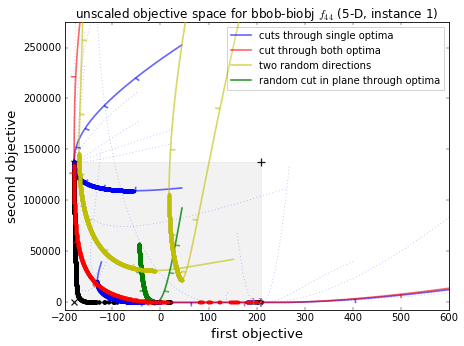 unscaled objective space for bbob-biobj f₄₄ (5-D, instance 1)
cuts through single optima
cut through both optima
two random directions
random cut in plane through optima
second objective
250000
200000
150000
100000
50000
0
−200 −100 0 100 200 300 400 500 600
first objective